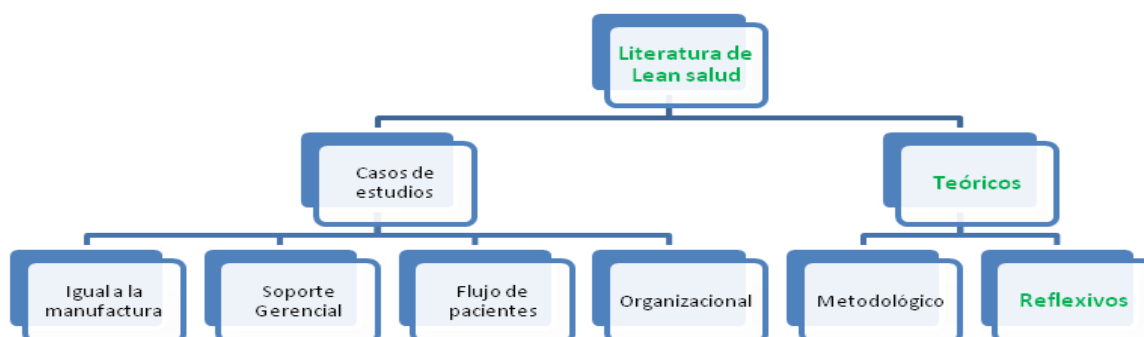 Literatura de
Lean salud
Casos de
estudios
Teóricos
Igual a la
manufactura
Soporte
Gerencial
Flujo de
pacientes
Organizacional
Metodológico
Reflexivos